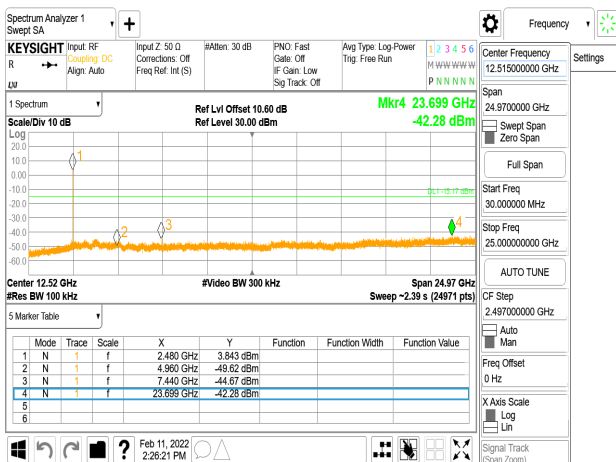 Spectrum Analyzer 1
Swept SA
Frequency
KEYSIGHT
R
Input: RF
Coupling: DC
Align: Auto
Input Z: 50 Ω
Corrections: Off
Freq Ref: Int (S)
#Atten: 30 dB
PNO: Fast
Gate: Off
IF Gain: Low
Sig Track: Off
Avg Type: Log-Power
Trig: Free Run
1 2 3 4 5 6
M W W W W W
P N N N N N
LXI
1 Spectrum
Scale/Div 10 dB
Ref Lvl Offset 10.60 dB
Ref Level 30.00 dBm
Mkr4 23.699 GHz
-42.28 dBm
Log
20.0
10.0
0.00
-10.0
-20.0
-30.0
-40.0
-50.0
-60.0
1
2
3
4
DL1 -15.17 dBm
Center 12.52 GHz
#Res BW 100 kHz
#Video BW 300 kHz
Span 24.97 GHz
Sweep ~2.39 s (24971 pts)
5 Marker Table
Mode Trace Scale X Y Function Function Width Function Value
1 N 1 f 2.480 GHz 3.843 dBm
2 N 1 f 4.960 GHz -49.62 dBm
3 N 1 f 7.440 GHz -44.67 dBm
4 N 1 f 23.699 GHz -42.28 dBm
5
6
?
Feb 11, 2022
2:26:21 PM
Center Frequency
12.515000000 GHz
Settings
Span
24.9700000 GHz
Swept Span
Zero Span
Full Span
Start Freq
30.000000 MHz
Stop Freq
25.000000000 GHz
AUTO TUNE
CF Step
2.497000000 GHz
Auto
Man
Freq Offset
0 Hz
X Axis Scale
Log
Lin
Signal Track
(Span Zoom)